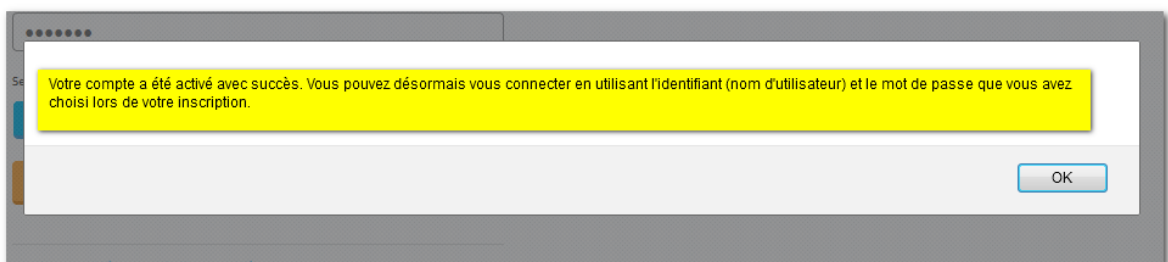 Se
Votre compte a été activé avec succès. Vous pouvez désormais vous connecter en utilisant l'identifiant (nom d'utilisateur) et le mot de passe que vous avez
choisi lors de votre inscription.
OK